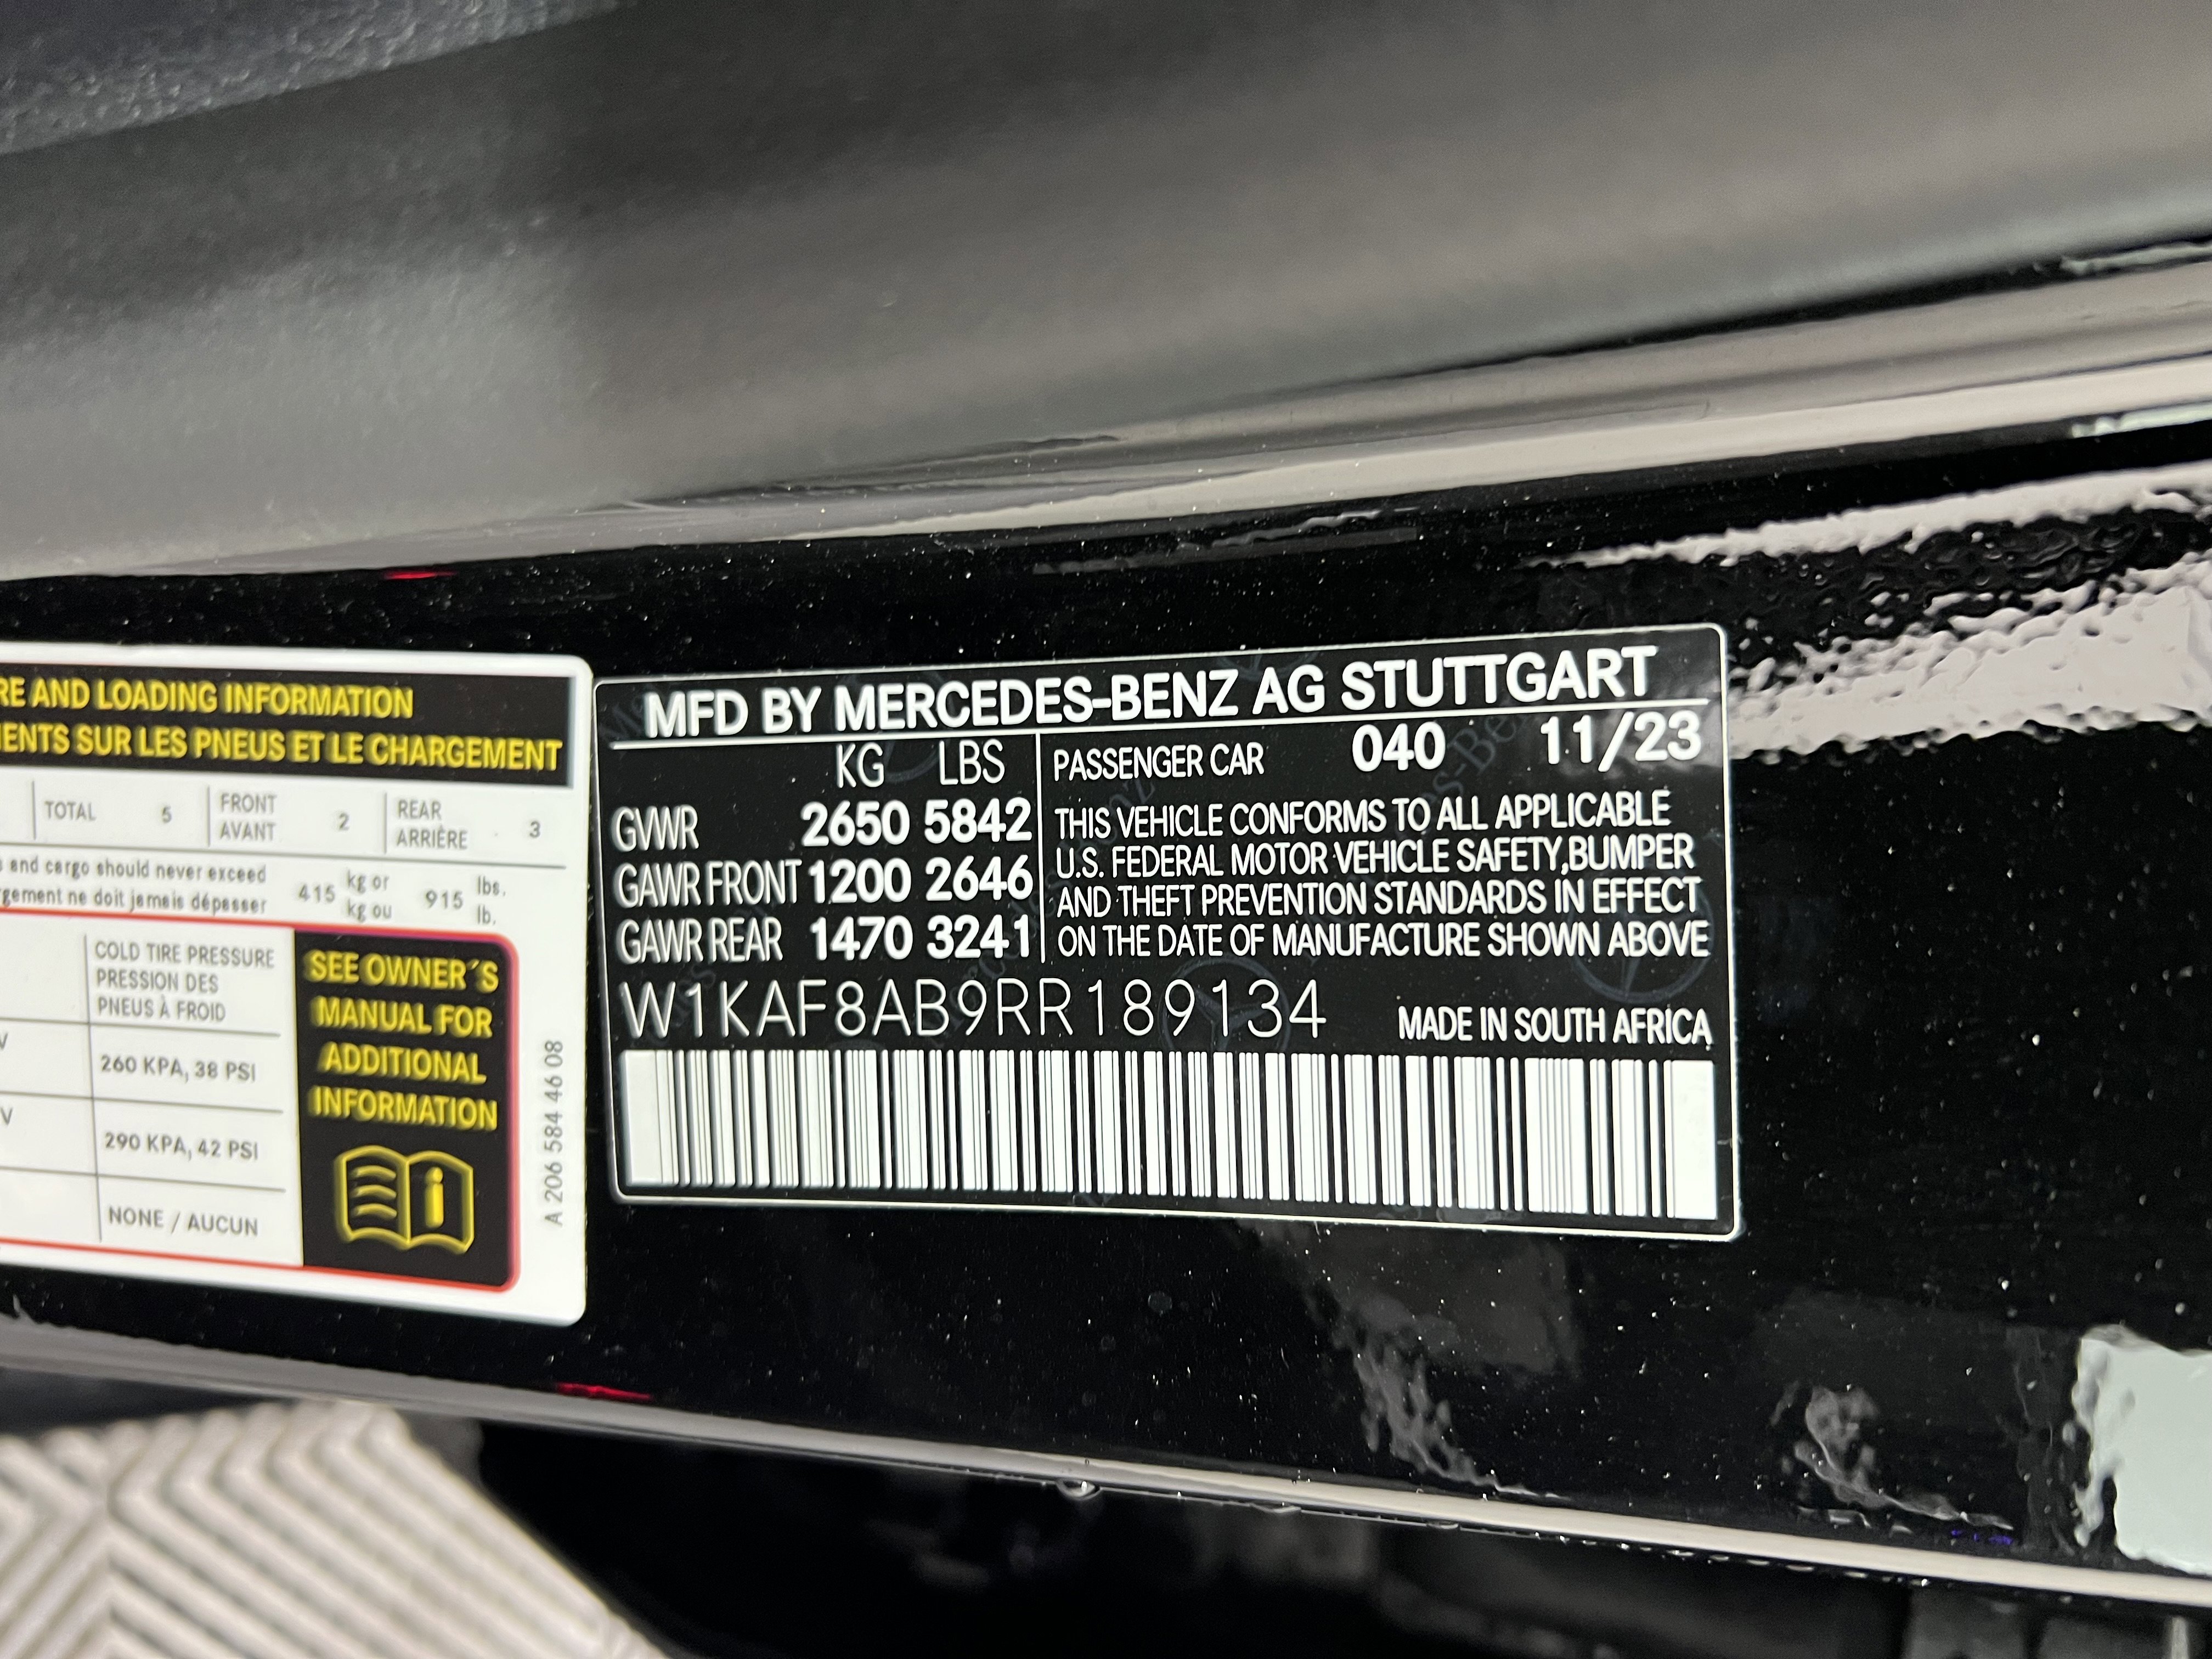 RE AND LOADING INFORMATION
ENTS SUR LES PNEUS ET LE CHARGEMENT
TOTAL 5 FRONT AVANT 2 REAR ARRIÈRE 3
and cargo should never exceed
gement ne doit jamais dépasser
415 kg or kg ou 915 lbs. lb.
COLD TIRE PRESSURE
PRESSION DES
PNEUS À FROID
260 KPA, 38 PSI
290 KPA, 42 PSI
NONE / AUCUN
SEE OWNER´S
MANUAL FOR
ADDITIONAL
INFORMATION
A 206 584 46 08
MFD BY MERCEDES-BENZ AG STUTTGART
KG LBS
GVWR 2650 5842
GAWR FRONT 1200 2646
GAWR REAR 1470 3241
PASSENGER CAR 040 11/23
THIS VEHICLE CONFORMS TO ALL APPLICABLE
U.S. FEDERAL MOTOR VEHICLE SAFETY,BUMPER
AND THEFT PREVENTION STANDARDS IN EFFECT
ON THE DATE OF MANUFACTURE SHOWN ABOVE
W1KAF8AB9RR189134
MADE IN SOUTH AFRICA